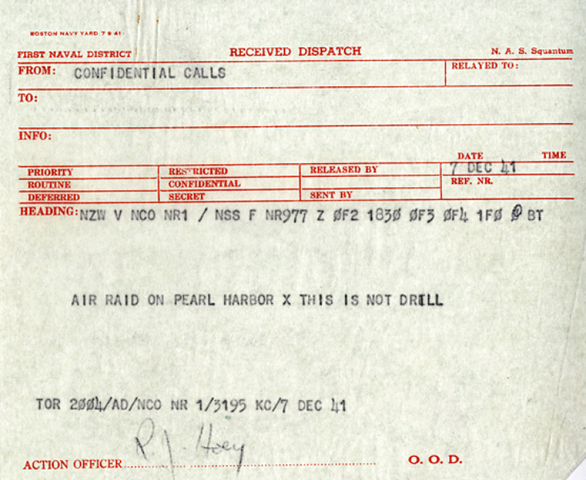 BOSTON NAVY YARD 7 8 41
FIRST NAVAL DISTRICT RECEIVED DISPATCH N. A. S. Squantum
FROM: CONFIDENTIAL CALLS RELAYED TO:
TO:
INFO:
DATE TIME
PRIORITY RESTRICTED RELEASED BY 7 DEC 41
ROUTINE CONFIDENTIAL REF. NR.
DEFERRED SECRET SENT BY
HEADING: NZW V NCO NR1 / NSS F NR977 Z ØF2 183Ø ØF3 ØF4 1FØ Ø BT
AIR RAID ON PEARL HARBOR X THIS IS NOT DRILL
TOR 2ØØ4/AD/NCO NR 1/3195 KC/7 DEC 41
ACTION OFFICER O. O. D.